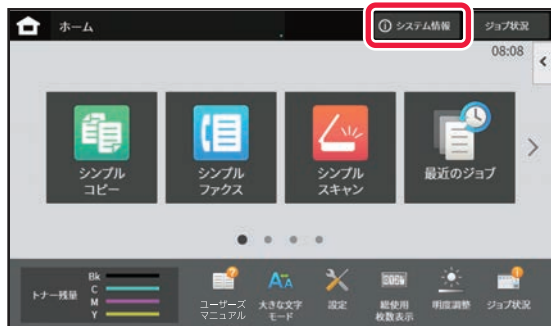 ホーム
システム情報
ジョブ状況
08:08
シンプル
コピー
シンプル
ファクス
シンプル
スキャン
最近のジョブ
トナー残量
Bk
C
M
Y
ユーザーズ
マニュアル
大きな文字
モード
設定
総使用
枚数表示
明度調整
ジョブ状況